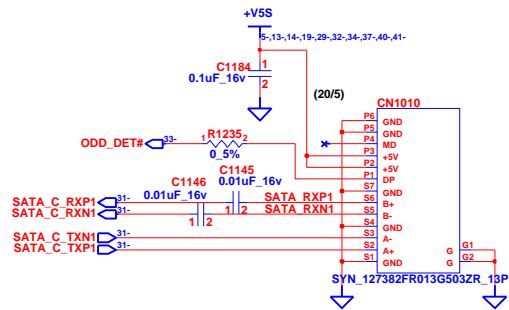 +V5S
5-,13-,14-,19-,29-,32-,34-,37-,40-,41-
C1184 1
0.1uF_16v
2
(20/5)
CN1010
P6 GND
P5 GND
ODD_DET# 33- 1 R1235 2 P4 MD
0_5% P3 +5V
P2 +5V
P1 DP
C1146 C1145 S7 GND
0.01uF_16v 0.01uF_16v
SATA_C_RXP1 31- SATA_RXP1 S6 B+
SATA_C_RXN1 31- 1 2 1 2 SATA_RXN1 S5 B-
S4 GND
SATA_C_TXN1 31- S3 A-
SATA_C_TXP1 31- S2 A+ G G1
S1 GND G G2
SYN_127382FR013G503ZR_13P